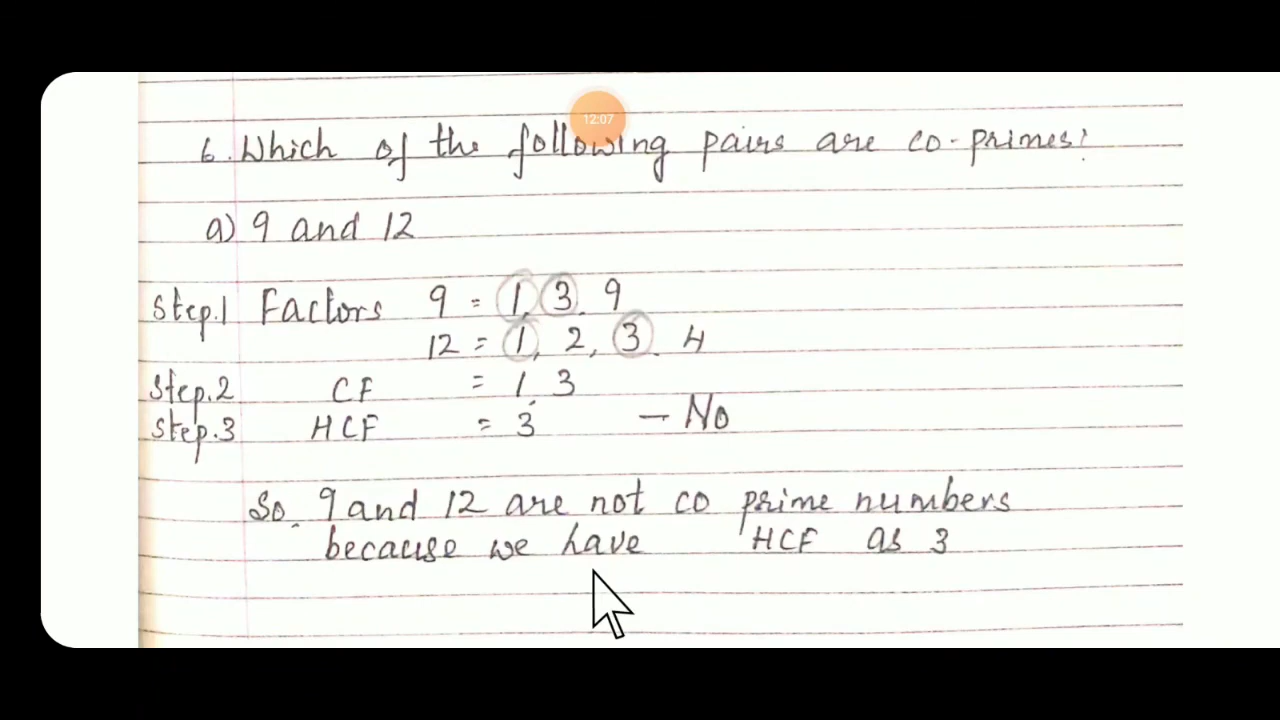 12:07
6. Which of the following pairs are co-primes?
a) 9 and 12
Step.1 Factors 9 = 1, 3, 9
12 = 1, 2, 3, 4
Step.2 CF = 1, 3
Step.3 HCF = 3 - No
So, 9 and 12 are not co prime numbers
because we have HCF as 3